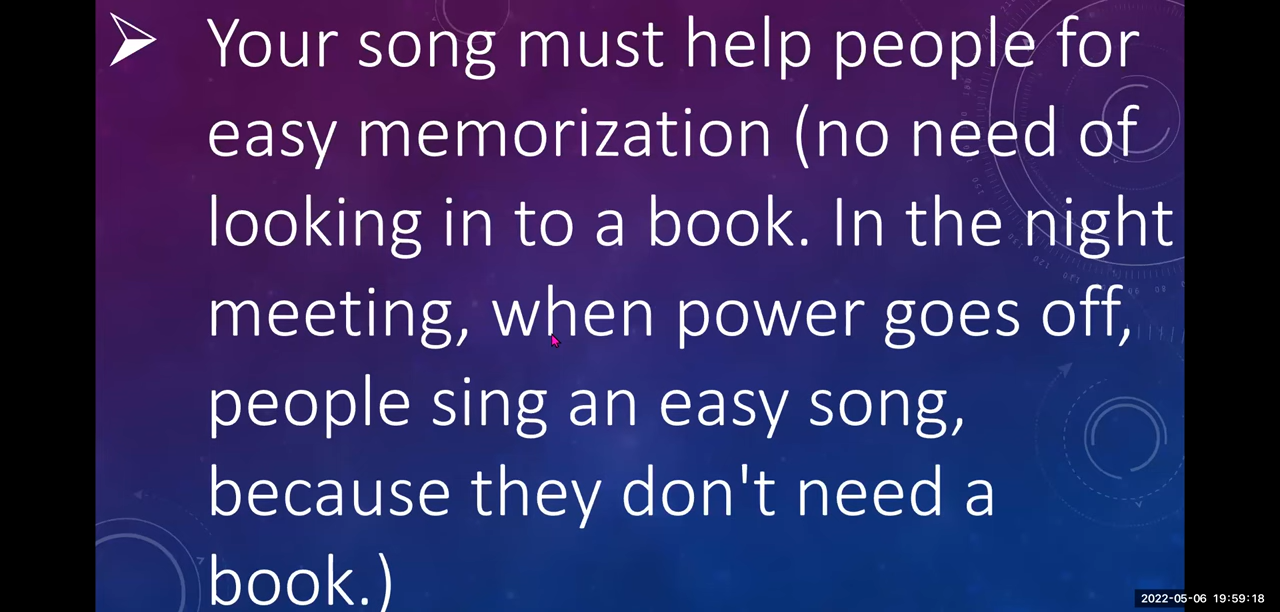 Your song must help people for
easy memorization (no need of
looking in to a book. In the night
meeting, when power goes off,
people sing an easy song,
because they don't need a
book.)
2022-05-06 19:59:18